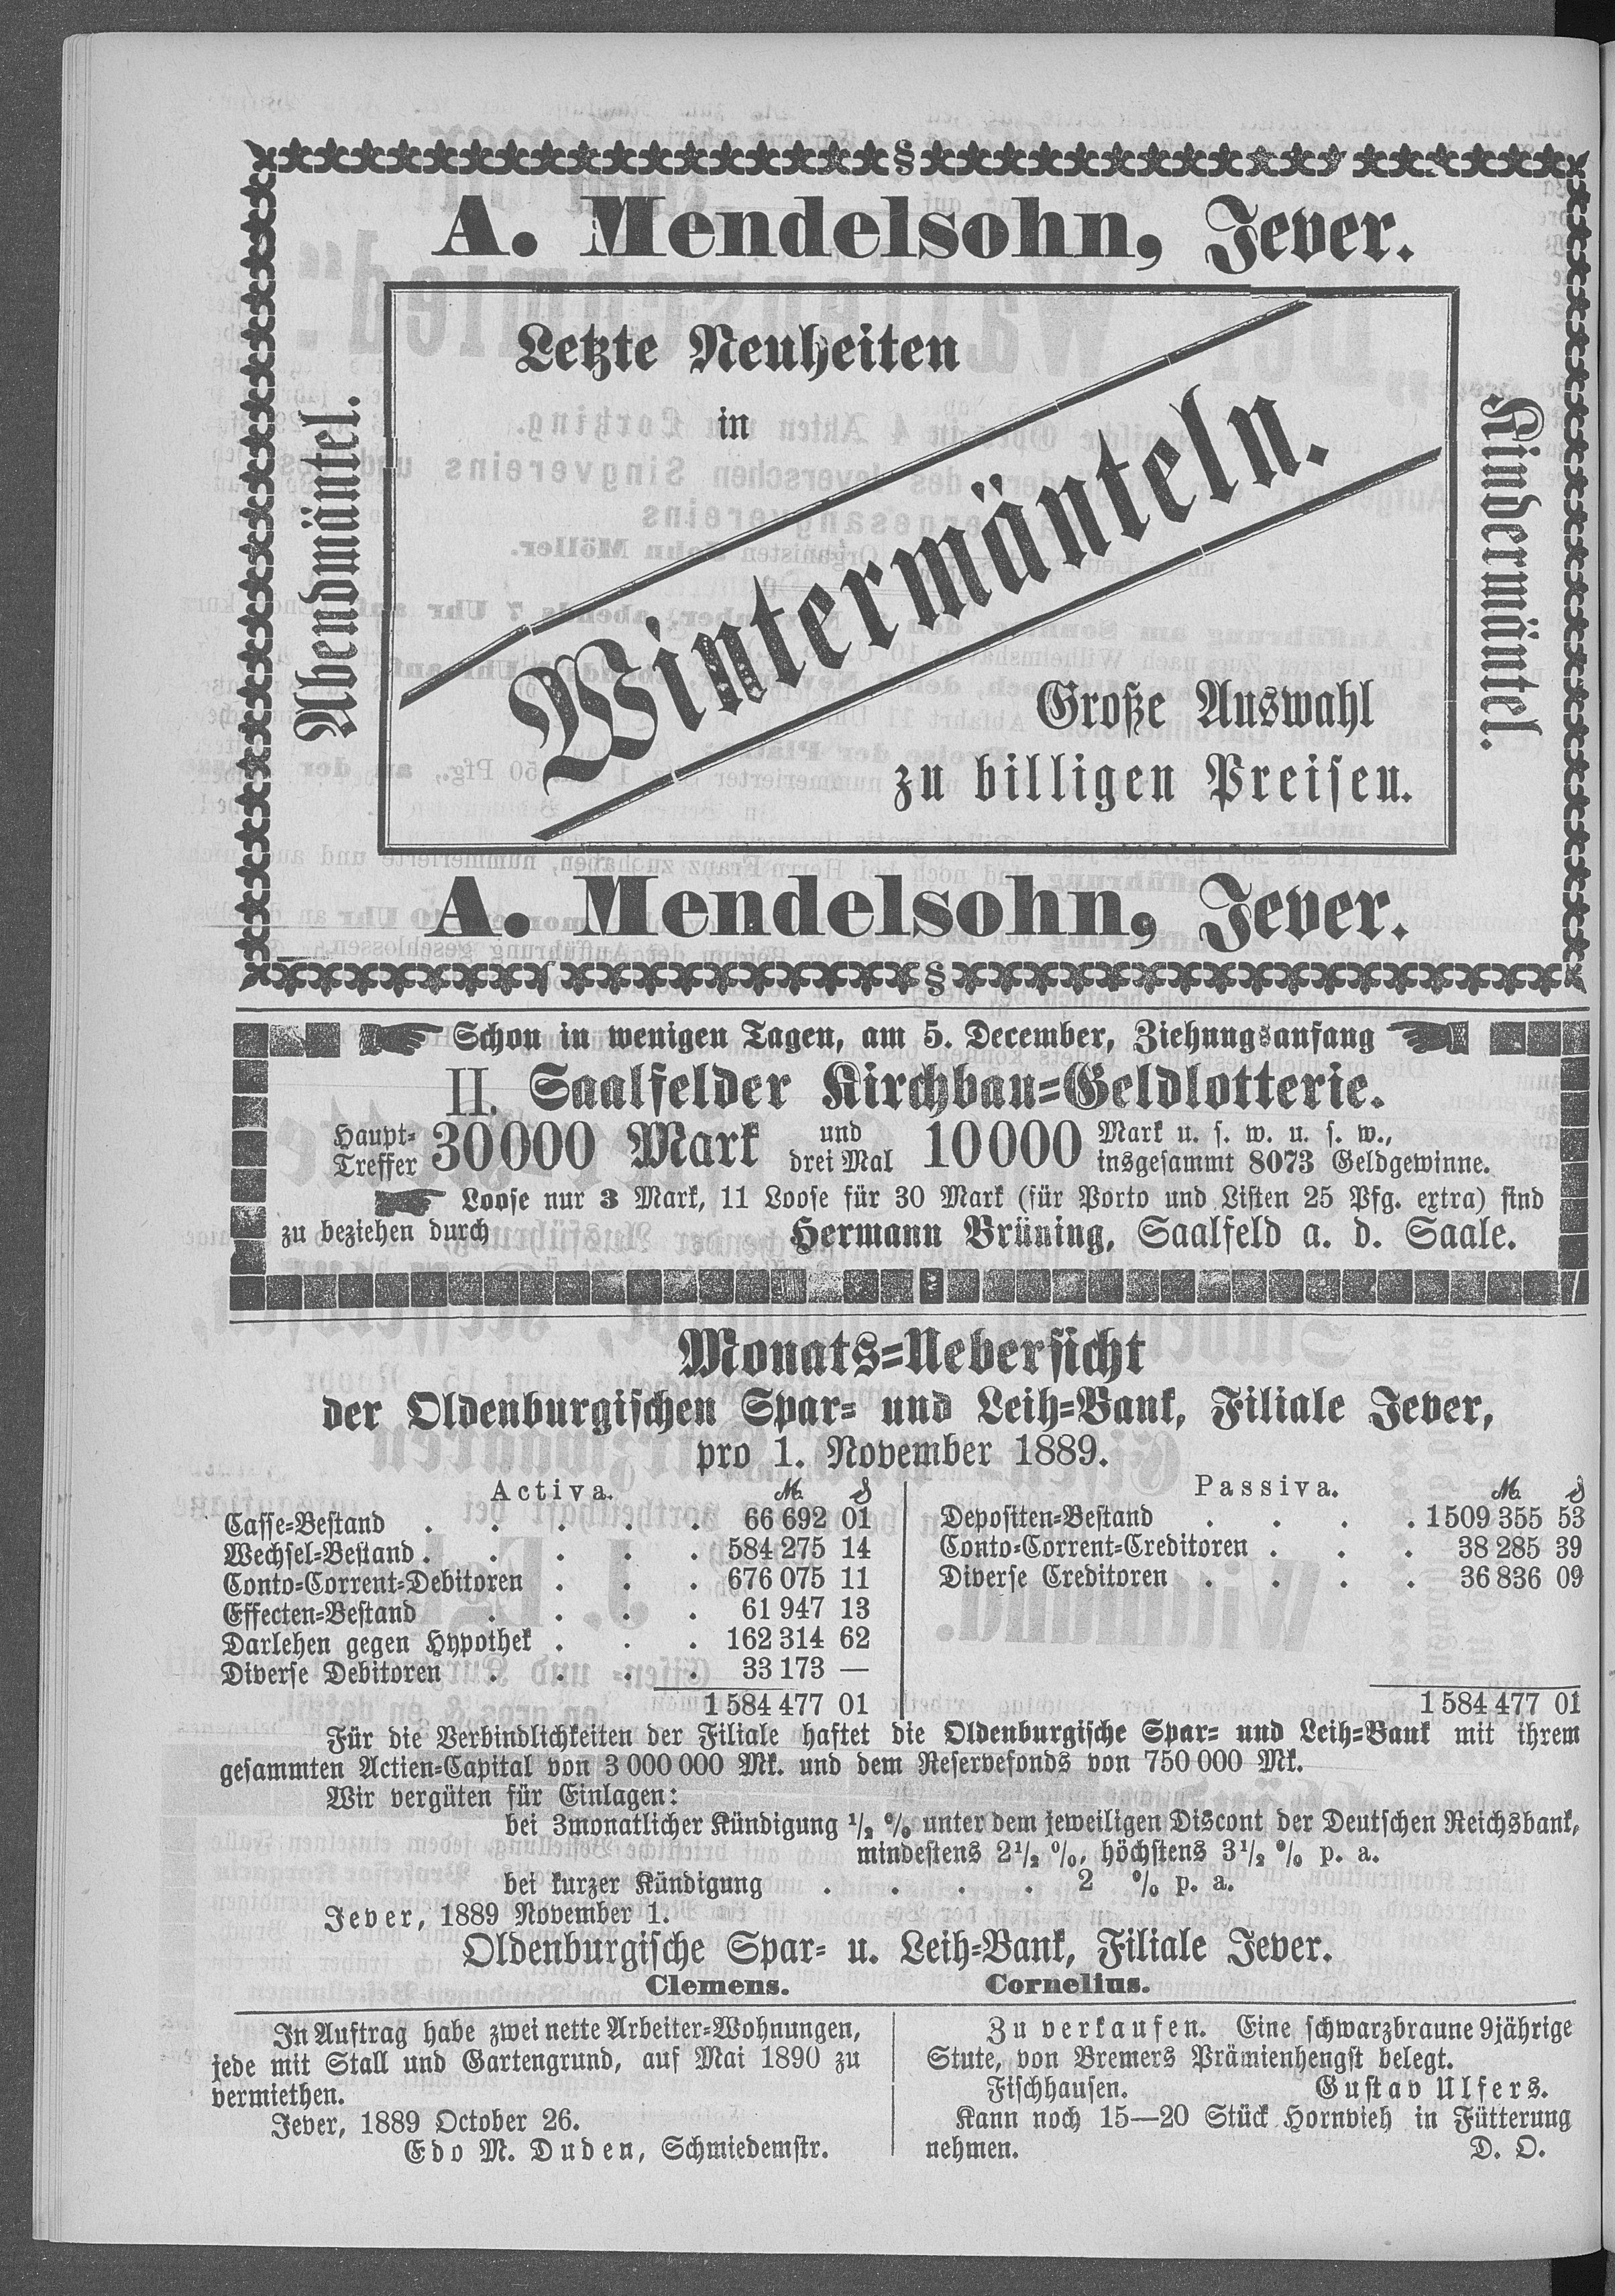 A. Mendelsohn, Jever.
Abendmäntel.
Letzte Neuheiten
in
Wintermänteln.
Große Auswahl
zu billigen Preisen.
Kindermäntel.
A. Mendelsohn, Jever.
Schon in wenigen Tagen, am 5. December, Ziehungsanfang
II. Saalfelder Kirchbau-Geldlotterie.
Haupt-Treffer 30000 Mark und drei Mal 10000 Mark u. s. w. u. s. w., insgesammt 8073 Geldgewinne.
Loose nur 3 Mark, 11 Loose für 30 Mark (für Porto und Listen 25 Pfg. extra) sind
zu beziehen durch Hermann Brüning, Saalfeld a. d. Saale.
Monats-Uebersicht
der Oldenburgischen Spar- und Leih-Bank, Filiale Jever,
pro 1. November 1889.
Activa. M. ₰
Casse-Bestand . . . . . 66 692 01
Wechsel-Bestand . . . . . 584 275 14
Conto-Corrent-Debitoren . . . 676 075 11
Effecten-Bestand . . . . 61 947 13
Darlehen gegen Hypothek . . . 162 314 62
Diverse Debitoren . . . . 33 173 —
1 584 477 01
Passiva. M. ₰
Depositen-Bestand . . . . 1 509 355 53
Conto-Corrent-Creditoren . . . 38 285 39
Diverse Creditoren . . . . 36 836 09
1 584 477 01
Für die Verbindlichkeiten der Filiale haftet die Oldenburgische Spar- und Leih-Bank mit ihrem
gesammten Actien-Capital von 3 000 000 Mk. und dem Reservefonds von 750 000 Mk.
Wir vergüten für Einlagen:
bei 3monatlicher Kündigung 1/2 % unter dem jeweiligen Discont der Deutschen Reichsbank,
mindestens 2 1/2 %, höchstens 3 1/2 % p. a.
bei kurzer Kündigung . . . . 2 % p. a.
Jever, 1889 November 1.
Oldenburgische Spar- u. Leih-Bank, Filiale Jever.
Clemens. Cornelius.
In Auftrag habe zwei nette Arbeiter-Wohnungen,
jede mit Stall und Gartengrund, auf Mai 1890 zu
vermiethen.
Jever, 1889 October 26.
Edo M. Duden, Schmiedemstr.
Zu verkaufen. Eine schwarzbraune 9jährige
Stute, von Bremers Prämienhengst belegt.
Fischhausen. Gustav Ulfers.
Kann noch 15—20 Stück Hornvieh in Fütterung
nehmen. D. O.